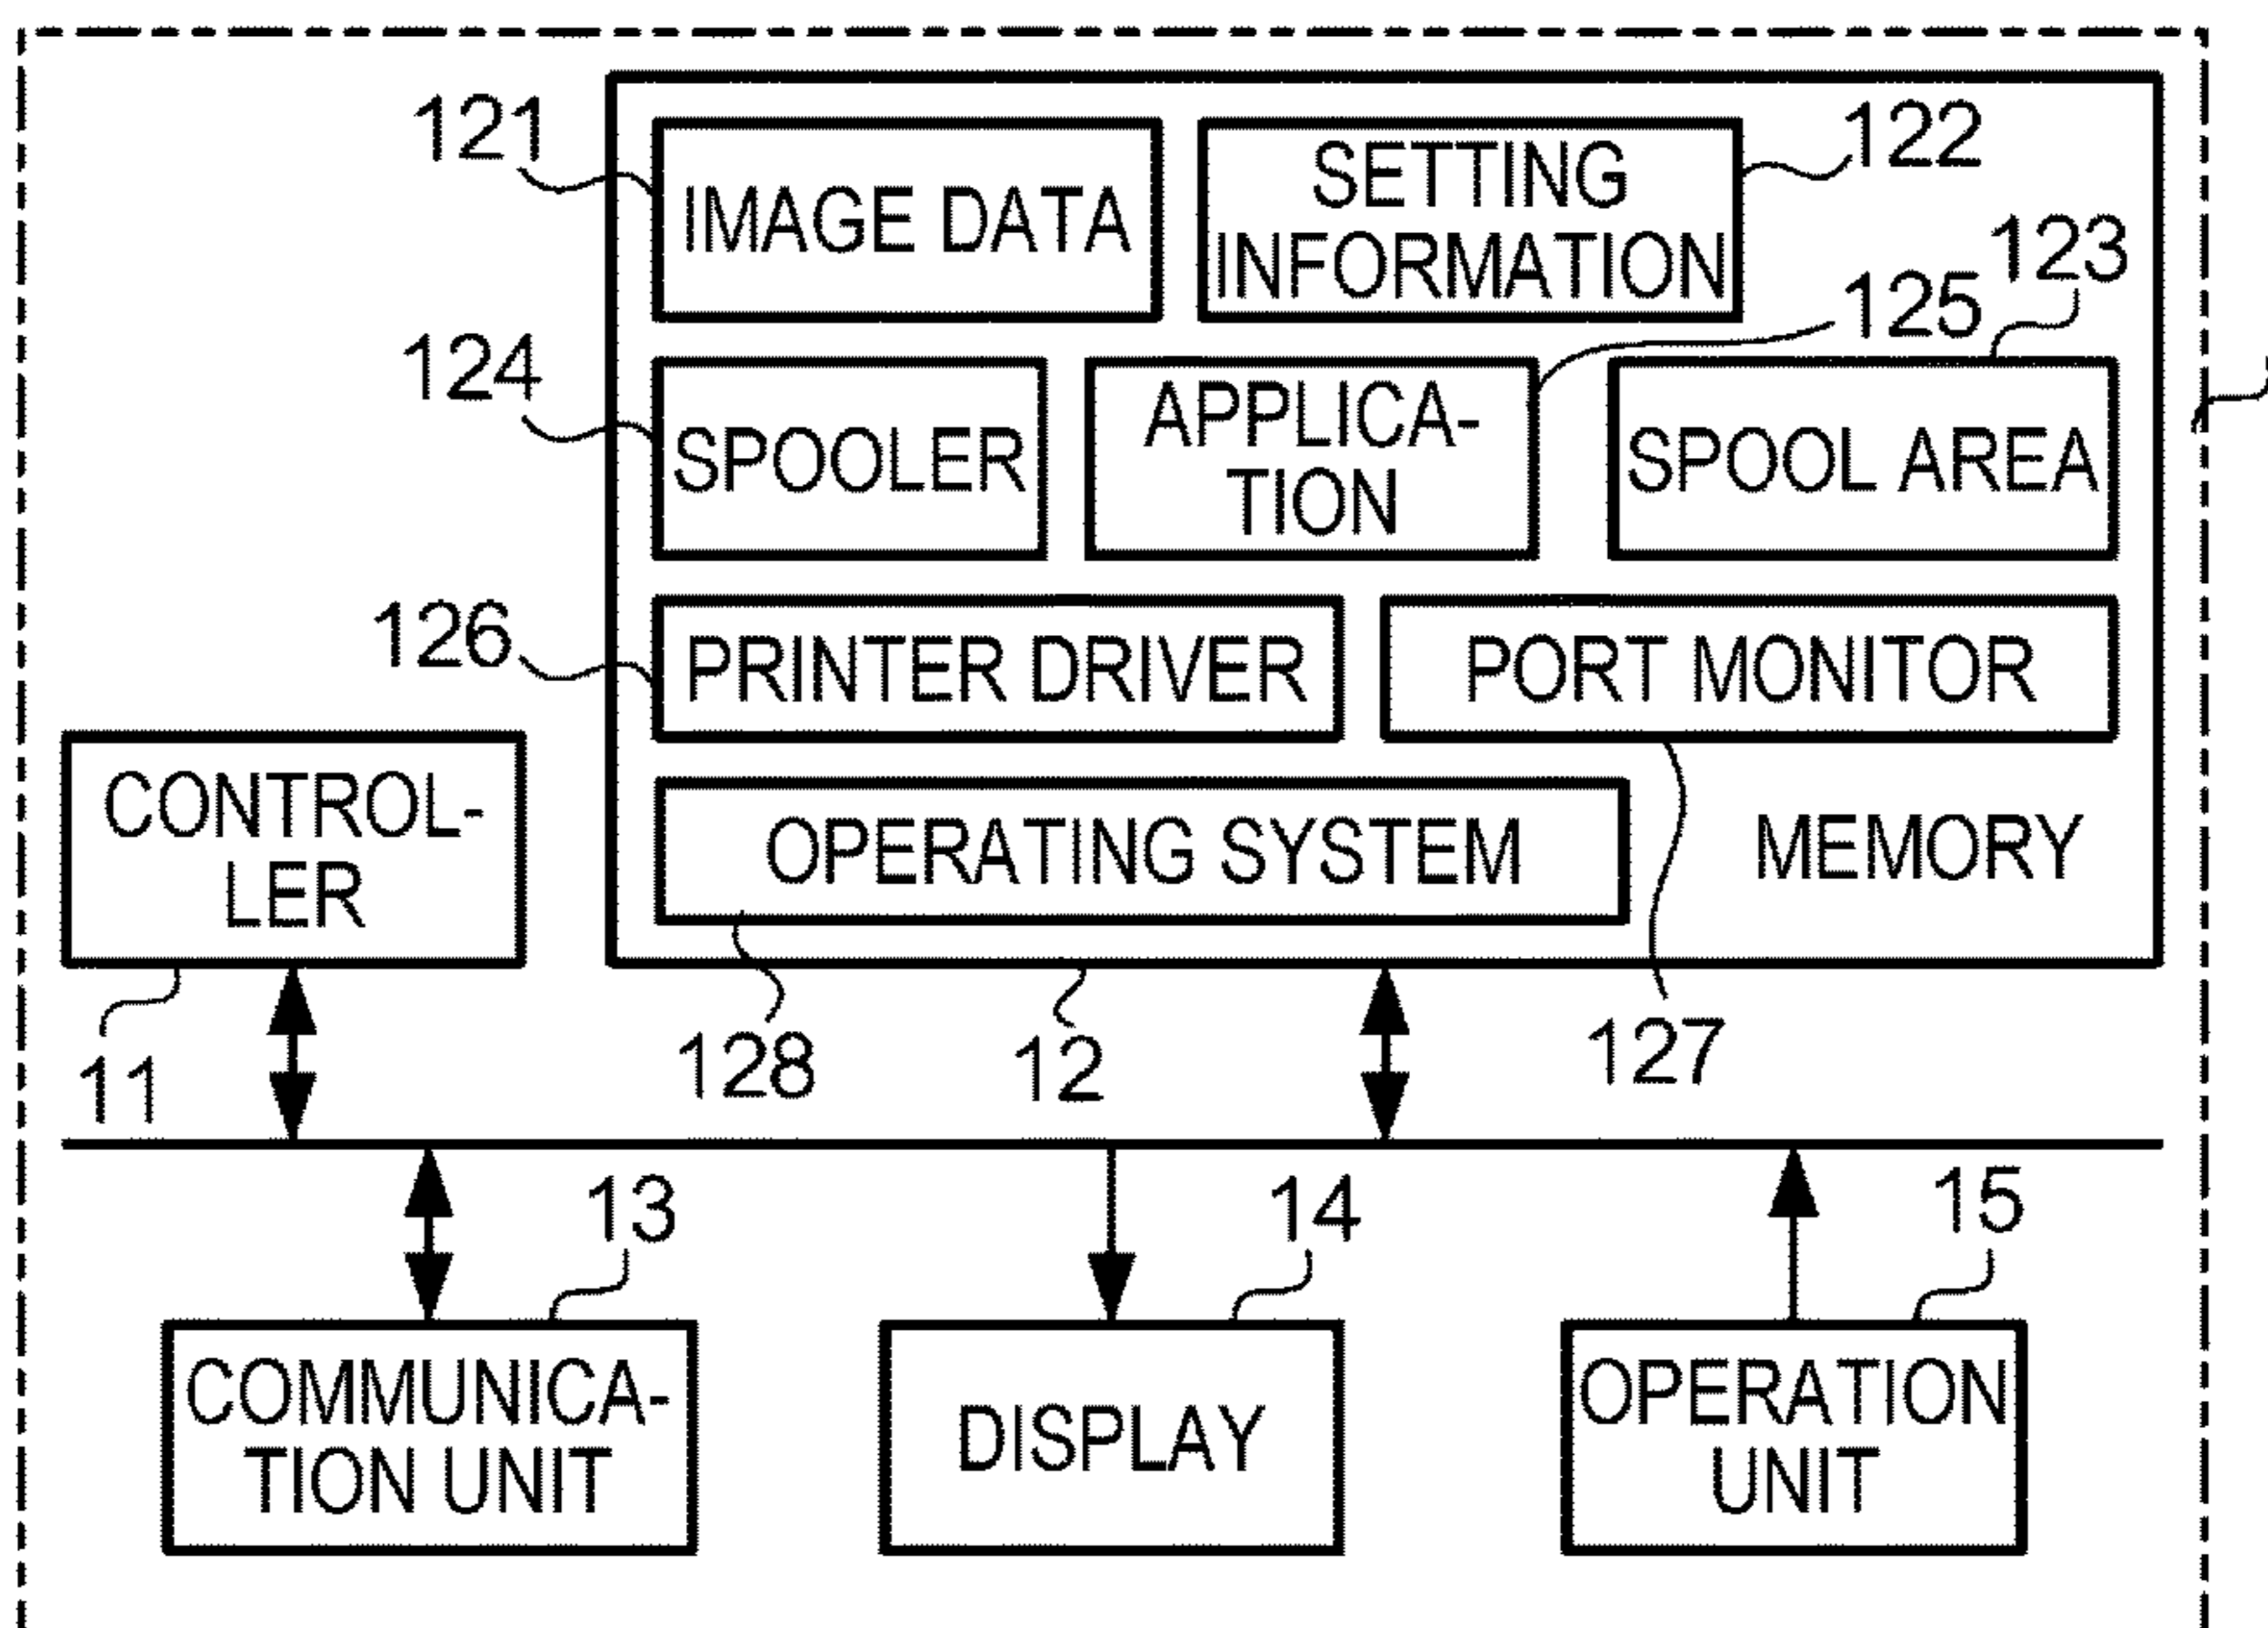 121
IMAGE DATA
SETTING
INFORMATION
122
123
125
124
SPOOLER
APPLICA-
TION
SPOOL AREA
126
PRINTER DRIVER
PORT MONITOR
CONTROL-
LER
OPERATING SYSTEM
MEMORY
11
128
12
127
13
14
15
COMMUNICA-
TION UNIT
DISPLAY
OPERATION
UNIT